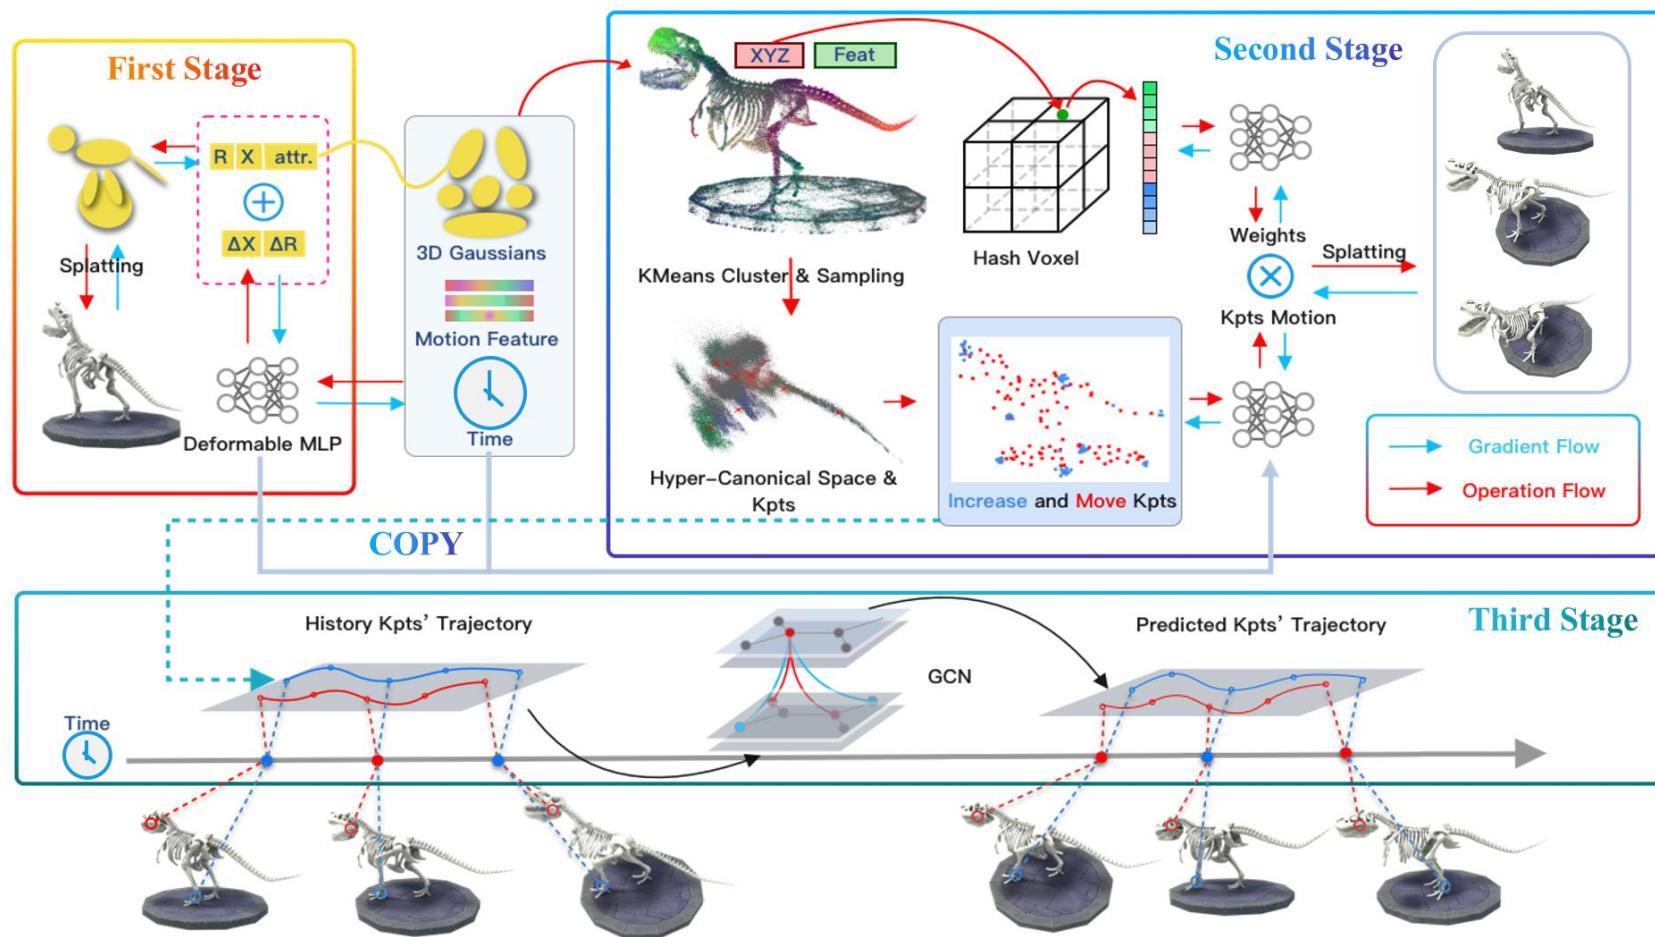 First Stage
R X attr.
ΔX ΔR
Splatting
Deformable MLP
3D Gaussians
Motion Feature
Time
Second Stage
XYZ
Feat
Hash Voxel
KMeans Cluster & Sampling
Hyper-Canonical Space &
Kpts
Increase and Move Kpts
Weights
Kpts Motion
Splatting
Gradient Flow
Operation Flow
COPY
Third Stage
History Kpts' Trajectory
GCN
Predicted Kpts' Trajectory
Time